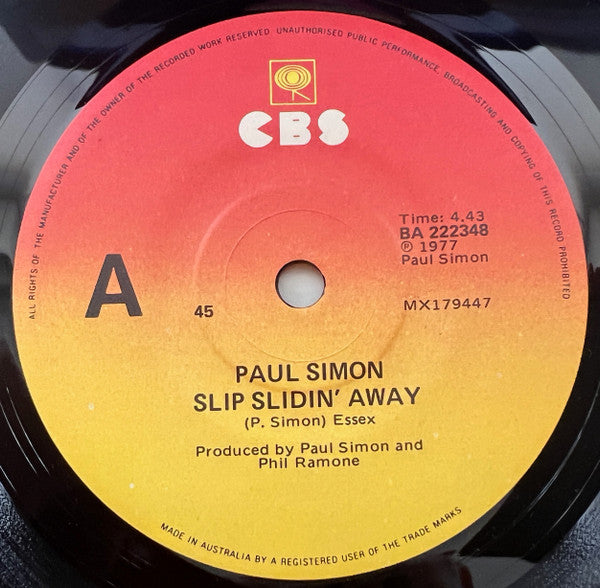 ALL RIGHTS OF THE MANUFACTURER AND OF THE OWNER OF THE RECORDED WORK RESERVED UNAUTHORISED PUBLIC PERFORMANCE, BROADCASTING AND COPYING OF THIS RECORD PROHIBITED
CBS
Time: 4.43
BA 222348
℗ 1977
Paul Simon
A
45
MX179447
PAUL SIMON
SLIP SLIDIN' AWAY
(P. Simon) Essex
Produced by Paul Simon and
Phil Ramone
MADE IN AUSTRALIA BY A REGISTERED USER OF THE TRADE MARKS